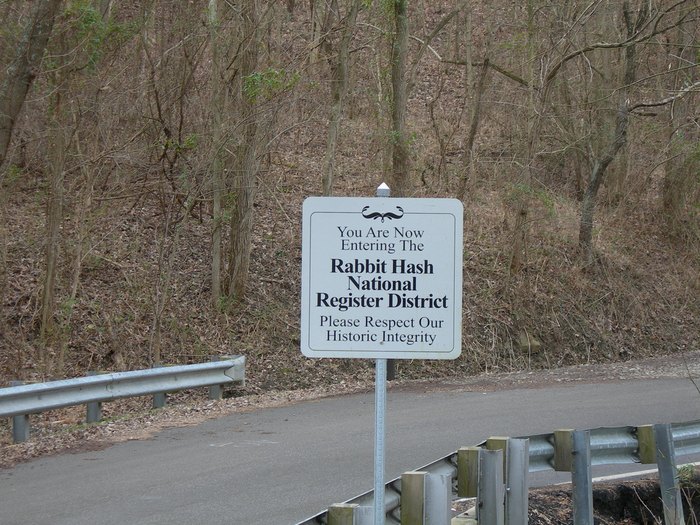 You Are Now
Entering The
Rabbit Hash
National
Register District
Please Respect Our
Historic Integrity